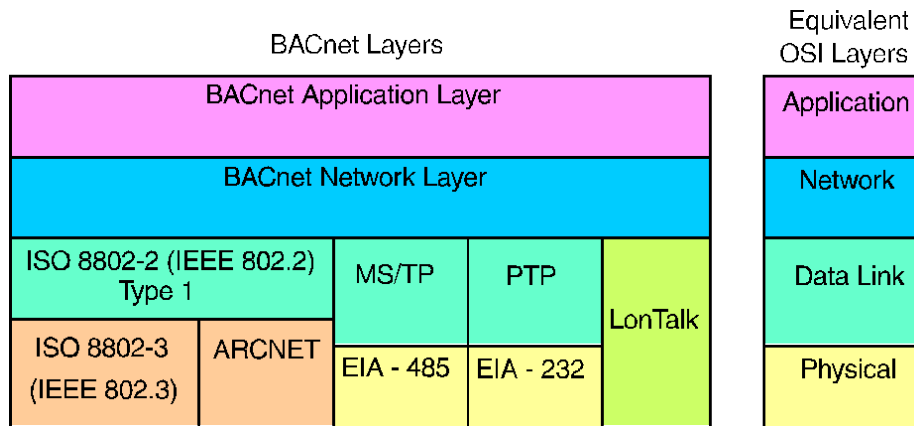 BACnet Layers
Equivalent
OSI Layers
BACnet Application Layer
Application
BACnet Network Layer
Network
ISO 8802-2 (IEEE 802.2)
Type 1
MS/TP
PTP
LonTalk
Data Link
ISO 8802-3
(IEEE 802.3)
ARCNET
EIA - 485
EIA - 232
Physical